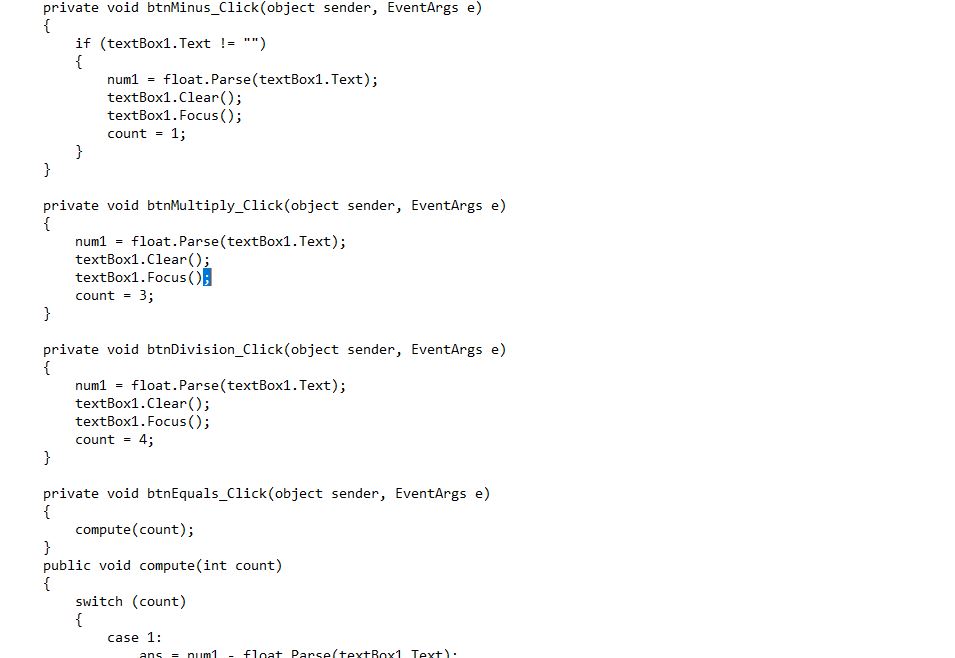 private void btnMinus_Click(object sender, EventArgs e)
{
if (textBox1.Text != "")
{
num1 = float.Parse(textBox1.Text);
textBox1.Clear();
textBox1.Focus();
count = 1;
}
}
private void btnMultiply_Click(object sender, EventArgs e)
{
num1 = float.Parse(textBox1.Text);
textBox1.Clear();
textBox1.Focus();
count = 3;
}
private void btnDivision_Click(object sender, EventArgs e)
{
num1 = float.Parse(textBox1.Text);
textBox1.Clear();
textBox1.Focus();
count = 4;
}
private void btnEquals_Click(object sender, EventArgs e)
{
compute(count);
}
public void compute(int count)
{
switch (count)
{
case 1:
ans = num1 - float.Parse(textBox1.Text);